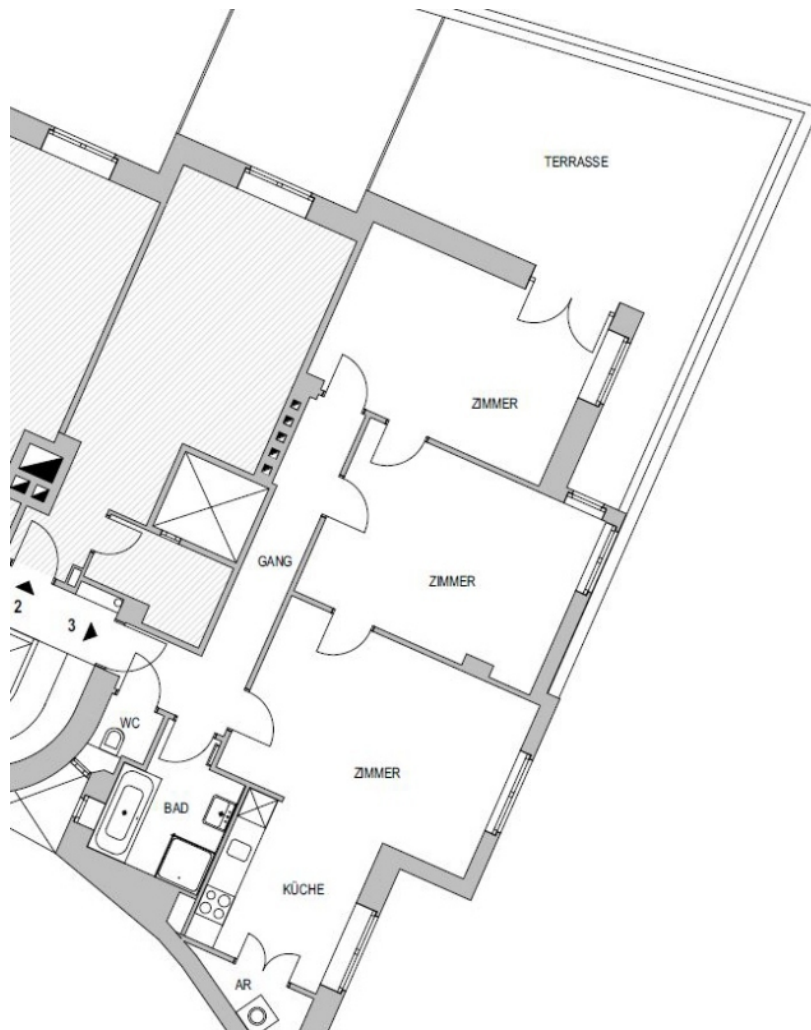 TERRASSE
ZIMMER
GANG
ZIMMER
2
3
WC
ZIMMER
BAD
KÜCHE
AR